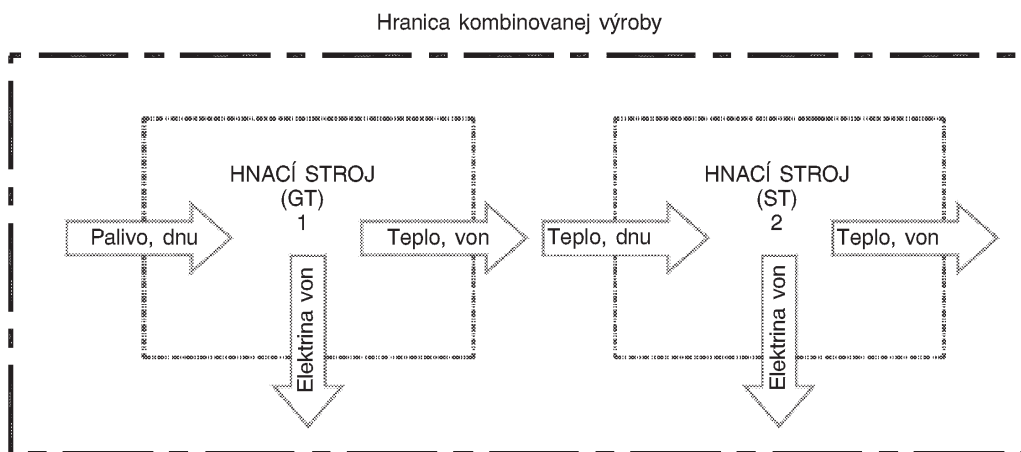 Hranica kombinovanej výroby
HNACÍ STROJ
(GT)
1
Palivo, dnu
Teplo, von
Elektrina von
HNACÍ STROJ
(ST)
2
Teplo, dnu
Teplo, von
Elektrina von